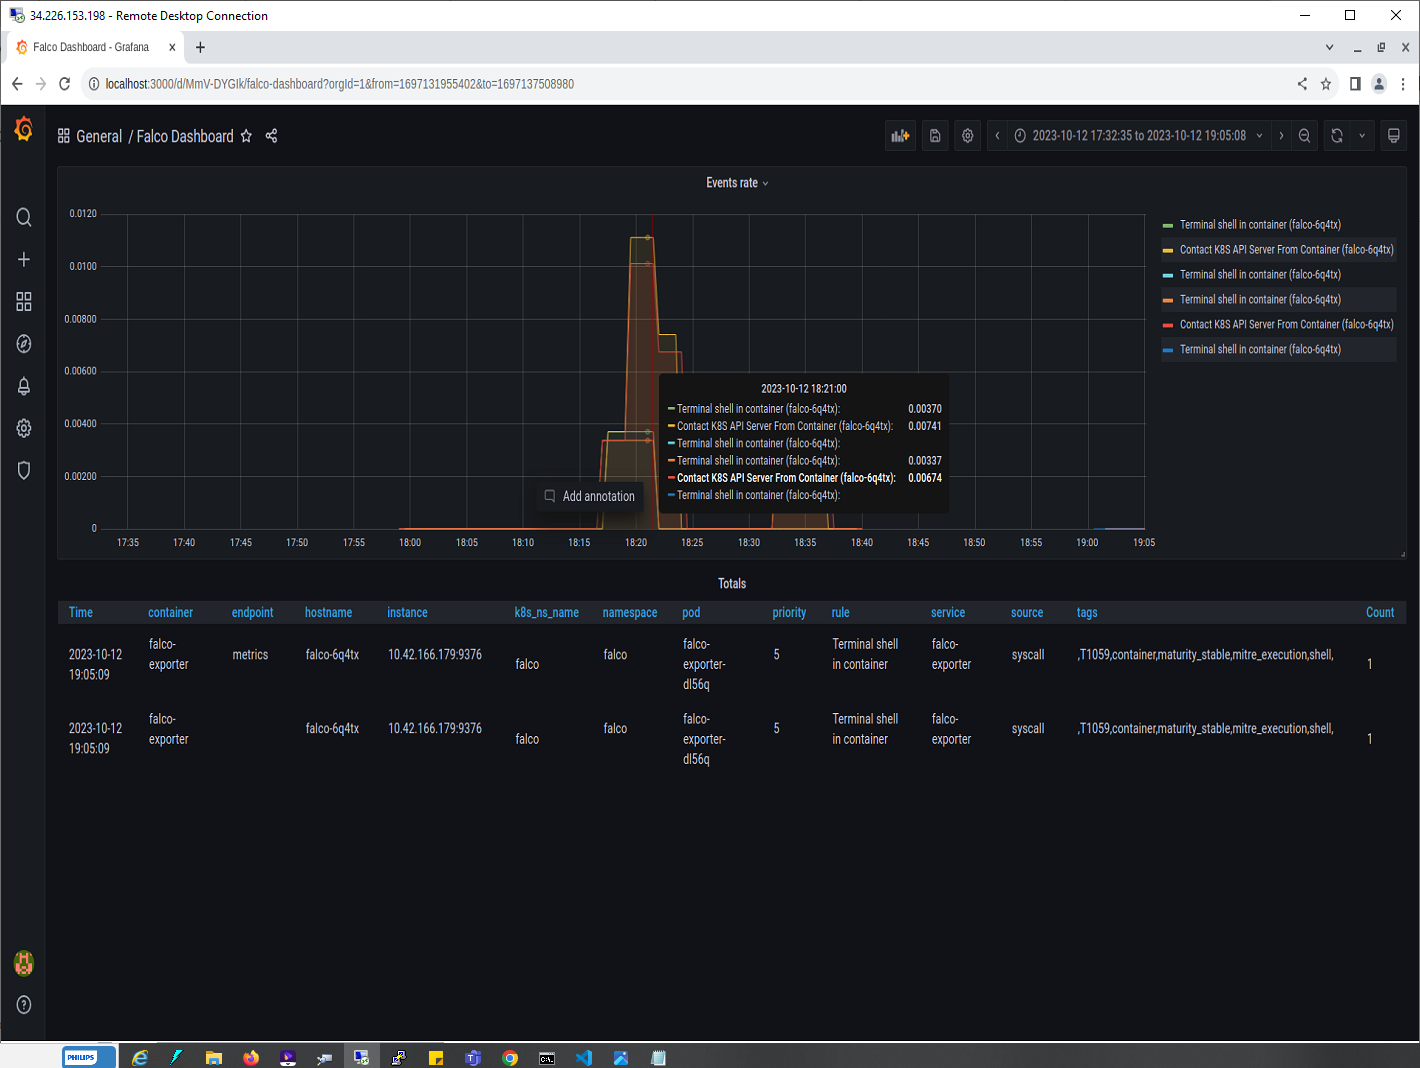 34.226.153.198 - Remote Desktop Connection
Falco Dashboard - Grafana
localhost:3000/d/MmV-DYGIk/falco-dashboard?orgId=1&from=1697131955402&to=1697137508980
General / Falco Dashboard
2023-10-12 17:32:35 to 2023-10-12 19:05:08
Events rate
0.0120
0.0100
0.00800
0.00600
0.00400
0.00200
0
17:35 17:40 17:45 17:50 17:55 18:00 18:05 18:10 18:15 18:20 18:25 18:30 18:35 18:40 18:45 18:50 18:55 19:00 19:05
Terminal shell in container (falco-6q4tx)
Contact K8S API Server From Container (falco-6q4tx)
Terminal shell in container (falco-6q4tx)
Terminal shell in container (falco-6q4tx)
Contact K8S API Server From Container (falco-6q4tx)
Terminal shell in container (falco-6q4tx)
2023-10-12 18:21:00
Terminal shell in container (falco-6q4tx): 0.00370
Contact K8S API Server From Container (falco-6q4tx): 0.00741
Terminal shell in container (falco-6q4tx):
Terminal shell in container (falco-6q4tx): 0.00337
Contact K8S API Server From Container (falco-6q4tx): 0.00674
Terminal shell in container (falco-6q4tx):
Add annotation
Totals
Time container endpoint hostname instance k8s_ns_name namespace pod priority rule service source tags Count
2023-10-12 19:05:09 falco-exporter metrics falco-6q4tx 10.42.166.179:9376 falco falco falco-exporter-dl56q 5 Terminal shell in container falco-exporter syscall ,T1059,container,maturity_stable,mitre_execution,shell, 1
2023-10-12 19:05:09 falco-exporter falco-6q4tx 10.42.166.179:9376 falco falco falco-exporter-dl56q 5 Terminal shell in container falco-exporter syscall ,T1059,container,maturity_stable,mitre_execution,shell, 1
PHILIPS